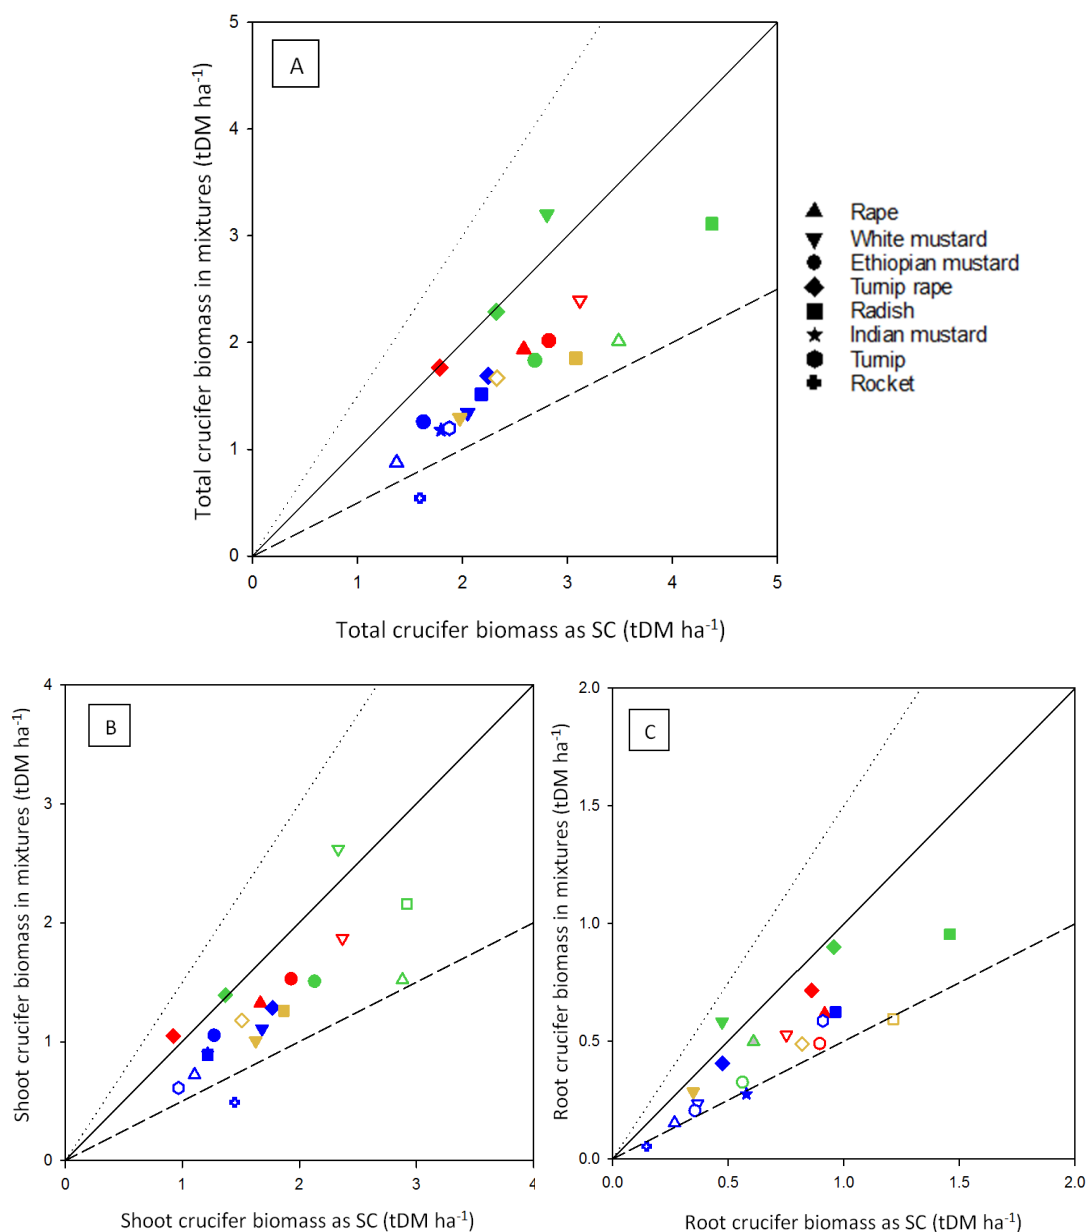 A
Total crucifer biomass in mixtures (tDM ha⁻¹)
5
4
3
2
1
0
0 1 2 3 4 5
Total crucifer biomass as SC (tDM ha⁻¹)
Rape
White mustard
Ethiopian mustard
Turnip rape
Radish
Indian mustard
Turnip
Rocket
B
Shoot crucifer biomass in mixtures (tDM ha⁻¹)
4
3
2
1
0
0 1 2 3 4
Shoot crucifer biomass as SC (tDM ha⁻¹)
C
Root crucifer biomass in mixtures (tDM ha⁻¹)
2.0
1.5
1.0
0.5
0.0
0.0 0.5 1.0 1.5 2.0
Root crucifer biomass as SC (tDM ha⁻¹)